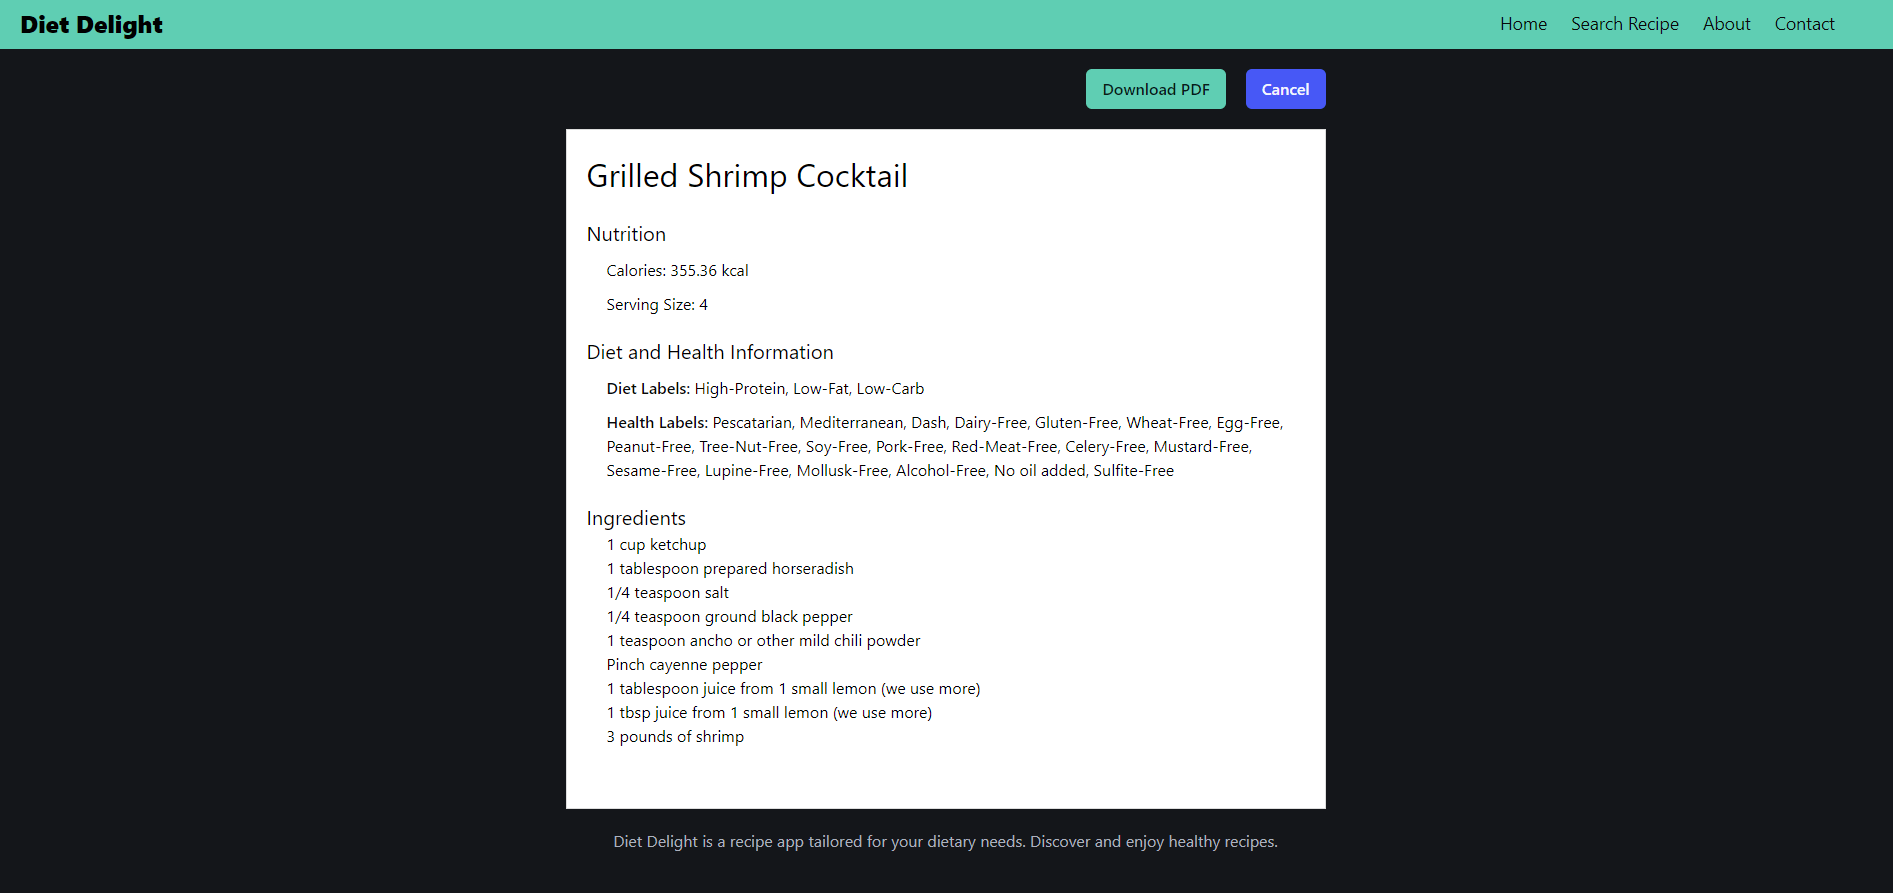 Diet Delight
Home Search Recipe About Contact
Download PDF Cancel
Grilled Shrimp Cocktail
Nutrition
Calories: 355.36 kcal
Serving Size: 4
Diet and Health Information
Diet Labels: High-Protein, Low-Fat, Low-Carb
Health Labels: Pescatarian, Mediterranean, Dash, Dairy-Free, Gluten-Free, Wheat-Free, Egg-Free,
Peanut-Free, Tree-Nut-Free, Soy-Free, Pork-Free, Red-Meat-Free, Celery-Free, Mustard-Free,
Sesame-Free, Lupine-Free, Mollusk-Free, Alcohol-Free, No oil added, Sulfite-Free
Ingredients
1 cup ketchup
1 tablespoon prepared horseradish
1/4 teaspoon salt
1/4 teaspoon ground black pepper
1 teaspoon ancho or other mild chili powder
Pinch cayenne pepper
1 tablespoon juice from 1 small lemon (we use more)
1 tbsp juice from 1 small lemon (we use more)
3 pounds of shrimp
Diet Delight is a recipe app tailored for your dietary needs. Discover and enjoy healthy recipes.